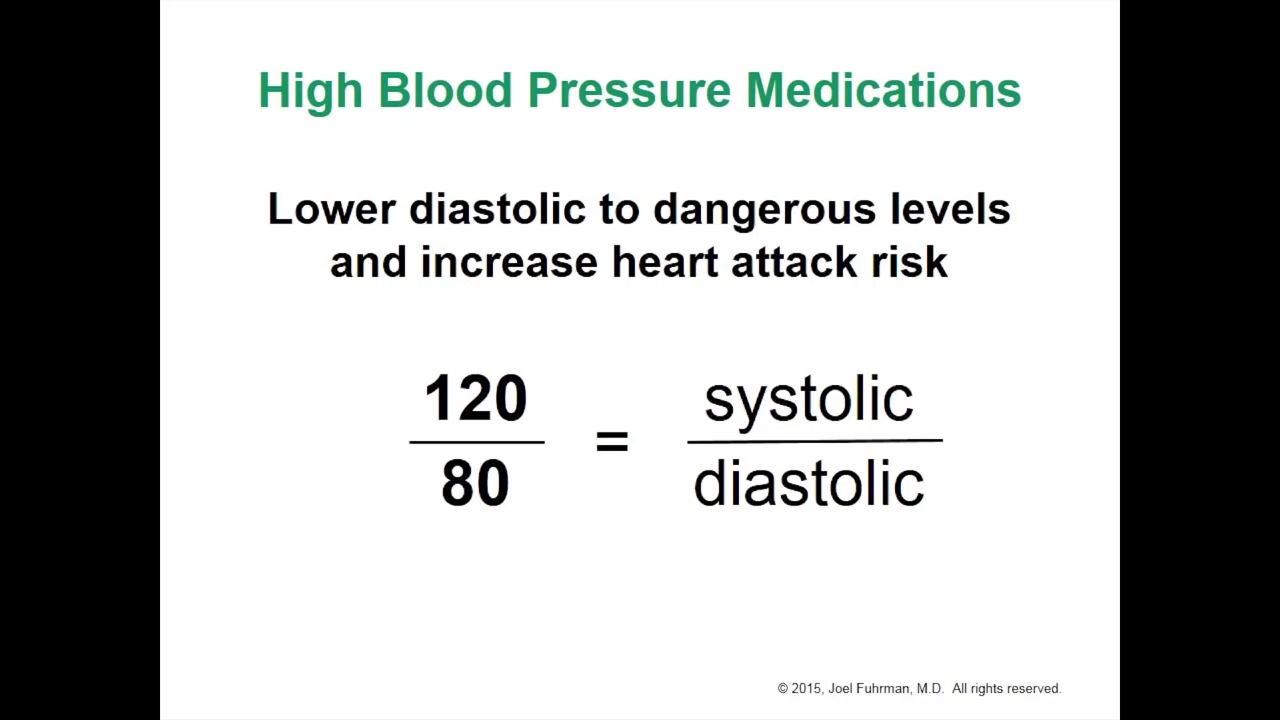 High Blood Pressure Medications
Lower diastolic to dangerous levels
and increase heart attack risk
120
80
=
systolic
diastolic
© 2015, Joel Fuhrman, M.D. All rights reserved.